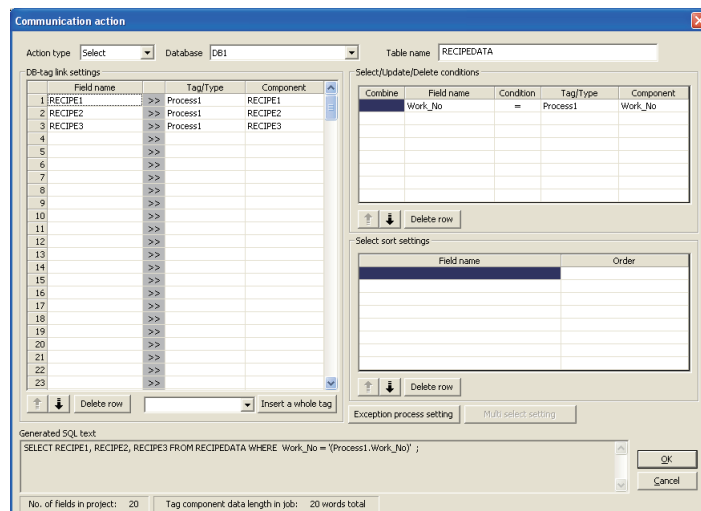 Communication action
Action type Select Database DB1 Table name RECIPEDATA
DB-tag link settings
Field name Tag/Type Component
1 RECIPE1 >> Process1 RECIPE1
2 RECIPE2 >> Process1 RECIPE2
3 RECIPE3 >> Process1 RECIPE3
4 >>
5 >>
6 >>
7 >>
8 >>
9 >>
10 >>
11 >>
12 >>
13 >>
14 >>
15 >>
16 >>
17 >>
18 >>
19 >>
20 >>
21 >>
22 >>
23 >>
Delete row Insert a whole tag
Select/Update/Delete conditions
Combine Field name Condition Tag/Type Component
Work_No = Process1 Work_No
Delete row
Select sort settings
Field name Order
Delete row
Exception process setting Multi select setting
Generated SQL text
SELECT RECIPE1, RECIPE2, RECIPE3 FROM RECIPEDATA WHERE Work_No = '(Process1.Work_No)' ;
OK
Cancel
No. of fields in project: 20 Tag component data length in job: 20 words total